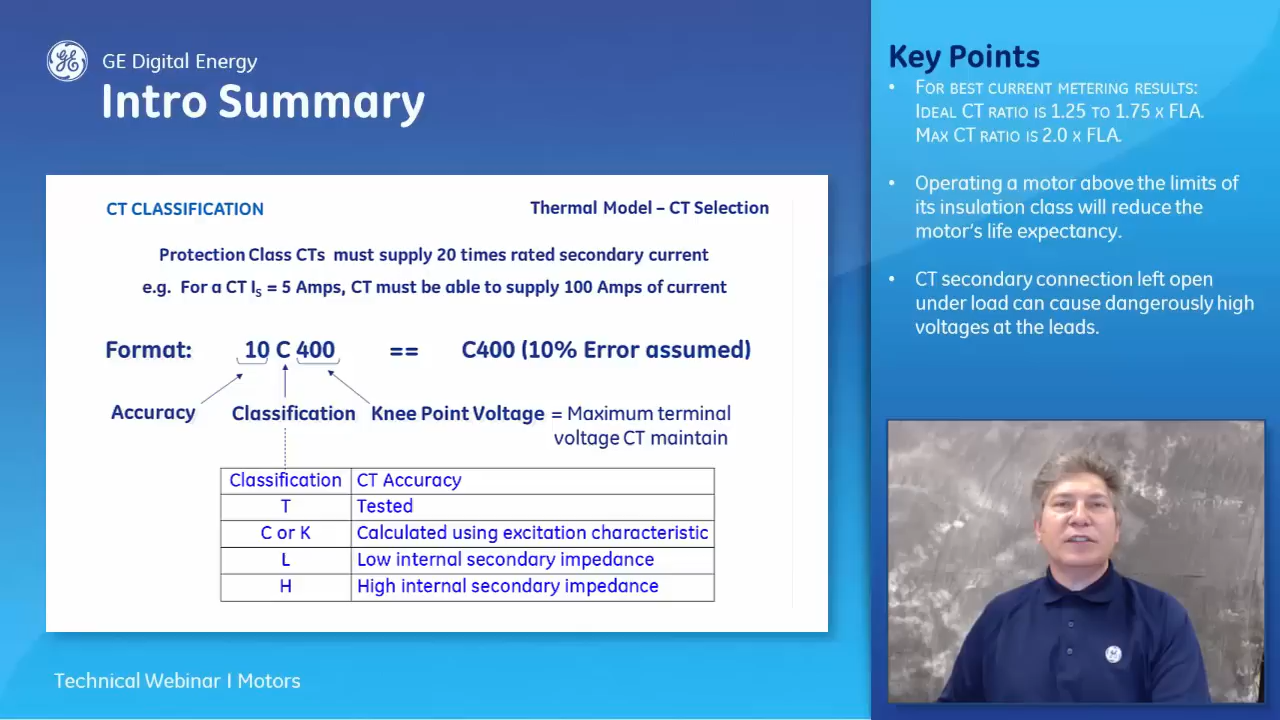 GE Digital Energy
Intro Summary
CT CLASSIFICATION
Thermal Model – CT Selection
Protection Class CTs must supply 20 times rated secondary current
e.g. For a CT Is = 5 Amps, CT must be able to supply 100 Amps of current
Format: 10 C 400 == C400 (10% Error assumed)
Accuracy Classification Knee Point Voltage = Maximum terminal
voltage CT maintain
Classification CT Accuracy
T Tested
C or K Calculated using excitation characteristic
L Low internal secondary impedance
H High internal secondary impedance
Technical Webinar I Motors
Key Points
• FOR BEST CURRENT METERING RESULTS:
IDEAL CT RATIO IS 1.25 TO 1.75 X FLA.
MAX CT RATIO IS 2.0 X FLA.
• Operating a motor above the limits of
its insulation class will reduce the
motor's life expectancy.
• CT secondary connection left open
under load can cause dangerously high
voltages at the leads.